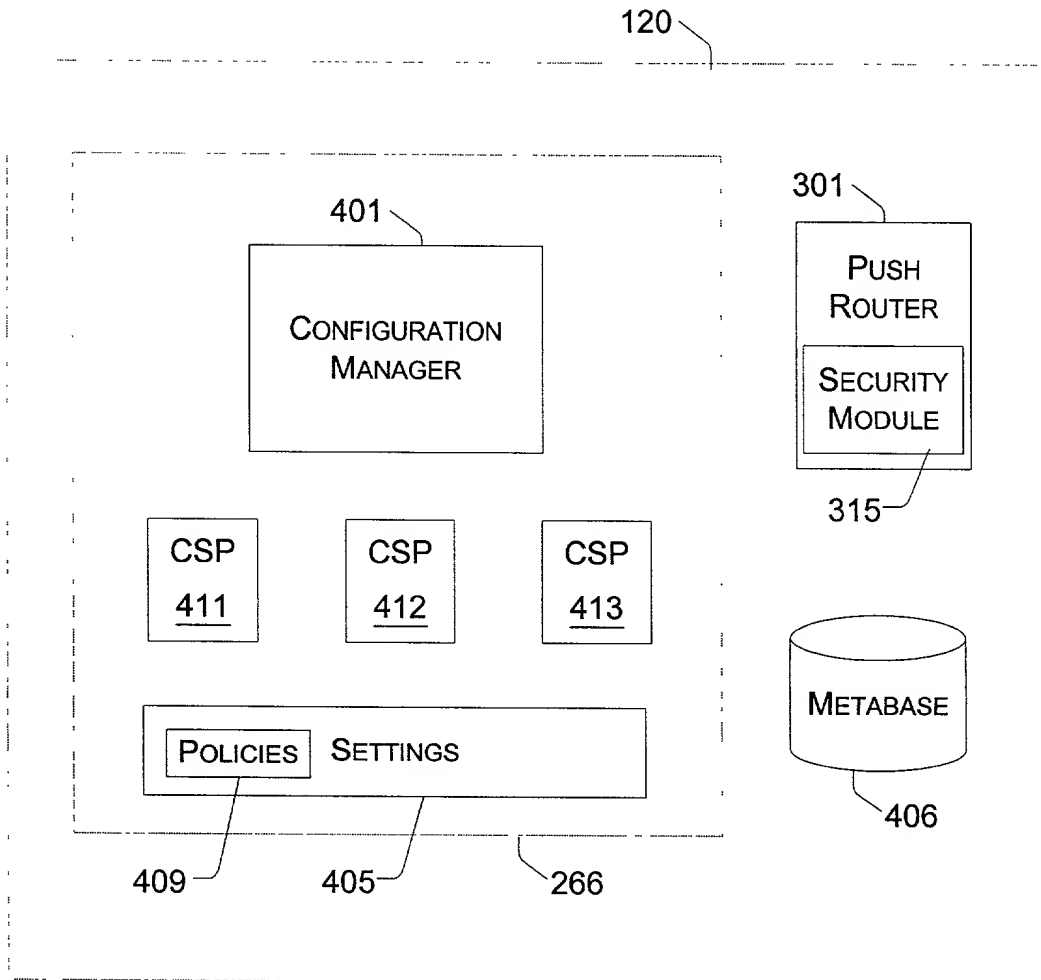 120
401
CONFIGURATION
MANAGER
301
PUSH
ROUTER
SECURITY
MODULE
315
CSP
411
CSP
412
CSP
413
METABASE
406
POLICIES SETTINGS
409
405
266